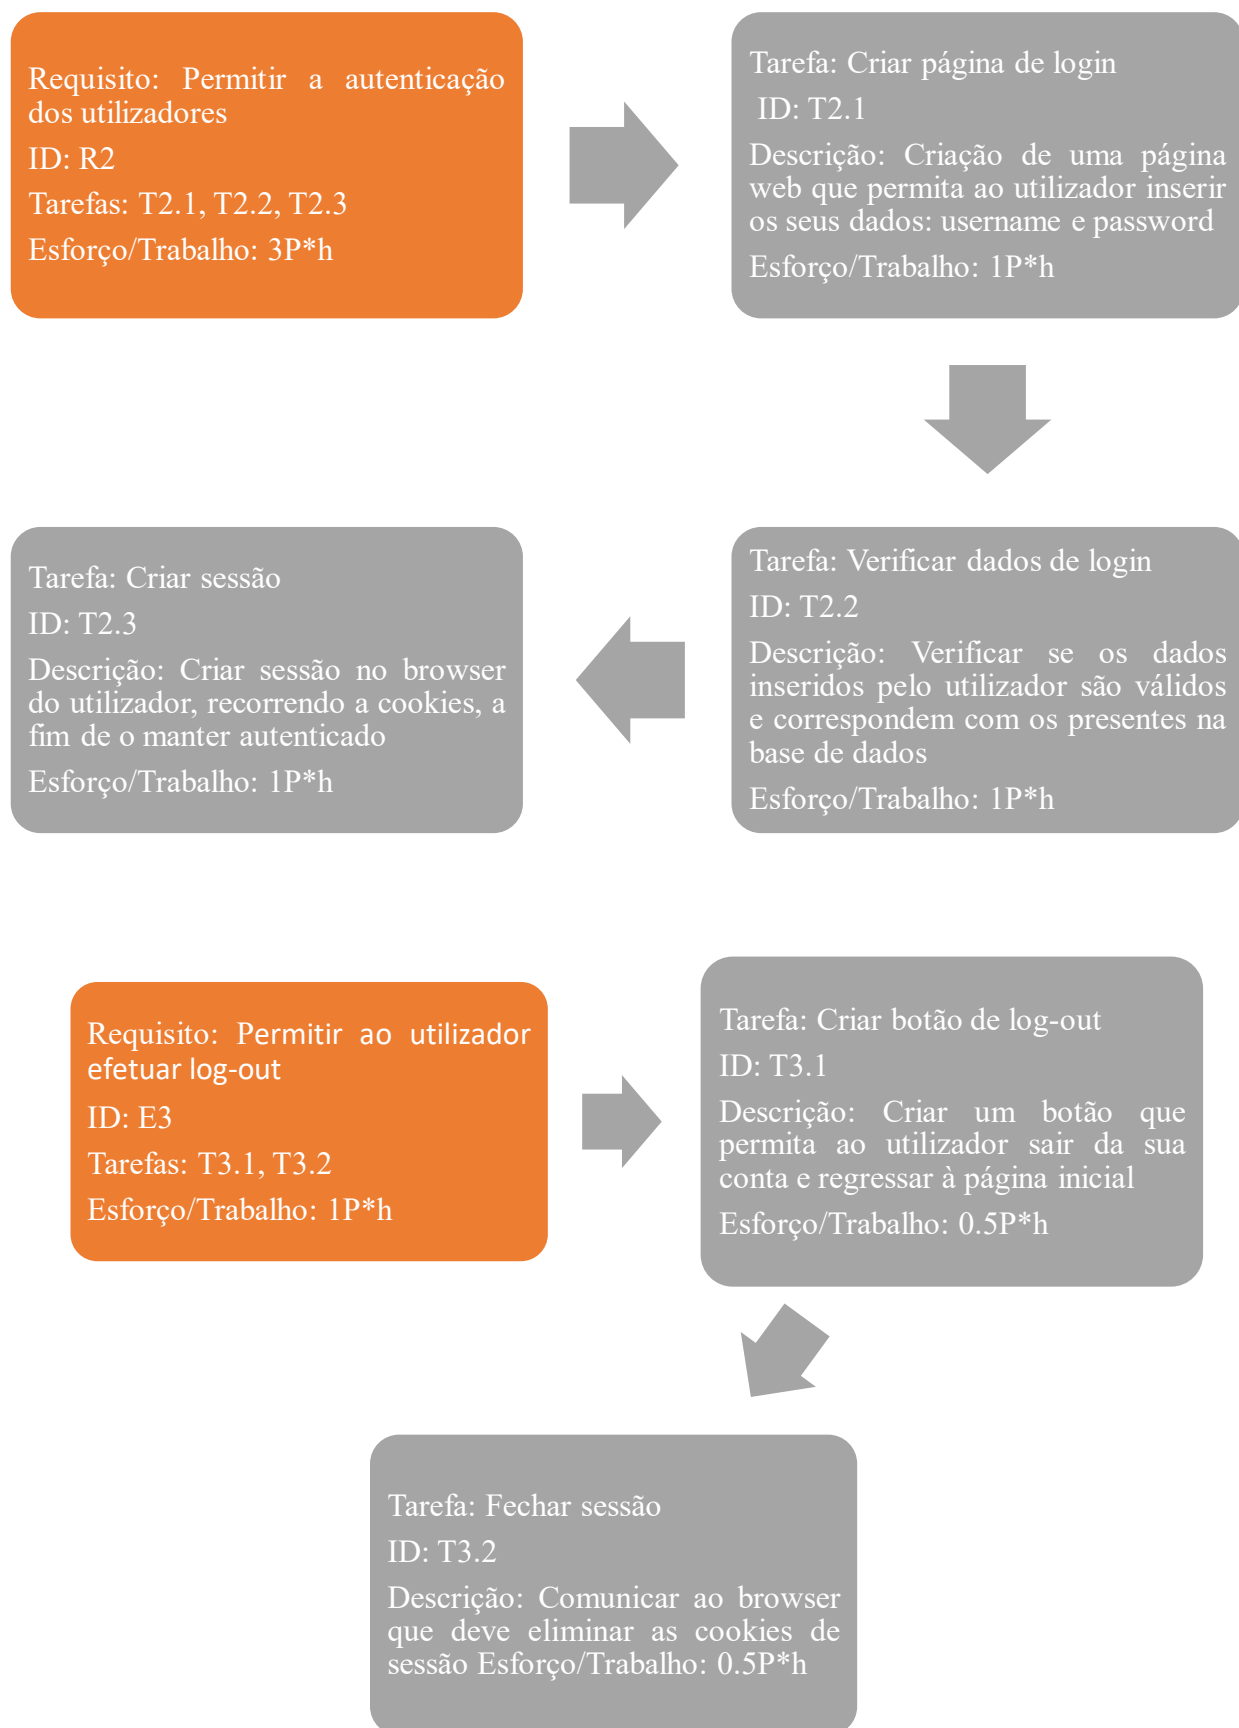 Requisito: Permitir a autenticação
dos utilizadores
ID: R2
Tarefas: T2.1, T2.2, T2.3
Esforço/Trabalho: 3P*h
Tarefa: Criar página de login
ID: T2.1
Descrição: Criação de uma página
web que permita ao utilizador inserir
os seus dados: username e password
Esforço/Trabalho: 1P*h
Tarefa: Verificar dados de login
ID: T2.2
Descrição: Verificar se os dados
inseridos pelo utilizador são válidos
e correspondem com os presentes na
base de dados
Esforço/Trabalho: 1P*h
Tarefa: Criar sessão
ID: T2.3
Descrição: Criar sessão no browser
do utilizador, recorrendo a cookies, a
fim de o manter autenticado
Esforço/Trabalho: 1P*h
Requisito: Permitir ao utilizador
efetuar log-out
ID: E3
Tarefas: T3.1, T3.2
Esforço/Trabalho: 1P*h
Tarefa: Criar botão de log-out
ID: T3.1
Descrição: Criar um botão que
permita ao utilizador sair da sua
conta e regressar à página inicial
Esforço/Trabalho: 0.5P*h
Tarefa: Fechar sessão
ID: T3.2
Descrição: Comunicar ao browser
que deve eliminar as cookies de
sessão Esforço/Trabalho: 0.5P*h